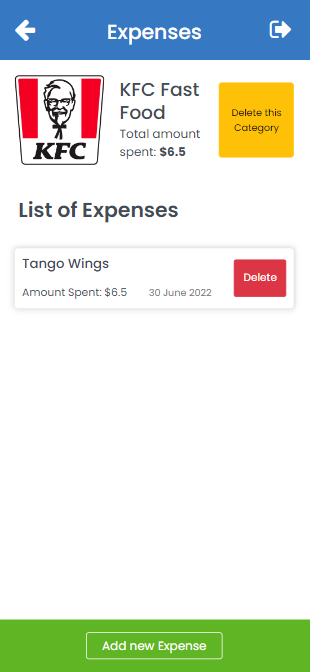 Expenses
KFC
KFC Fast
Food
Total amount
spent: $6.5
Delete this
Category
List of Expenses
Tango Wings
Amount Spent: $6.5
30 June 2022
Delete
Add new Expense